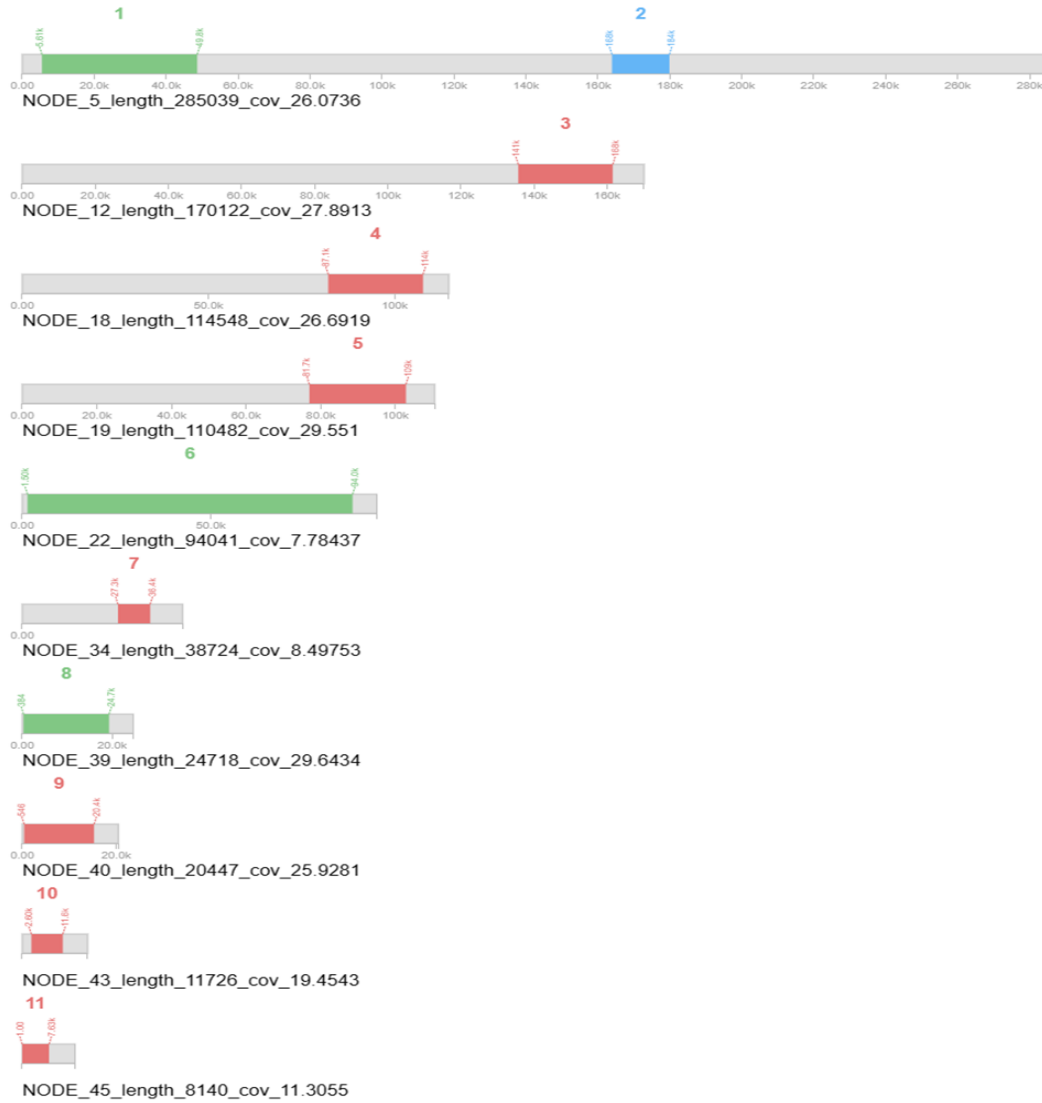 1 2
5.61k 49.8k 168k 184k
0.00 20.0k 40.0k 60.0k 80.0k 100k 120k 140k 160k 180k 200k 220k 240k 260k 280k
NODE_5_length_285039_cov_26.0736
3
141k 168k
0.00 20.0k 40.0k 60.0k 80.0k 100k 120k 140k 160k
NODE_12_length_170122_cov_27.8913
4
87.1k 114k
0.00 50.0k 100k
NODE_18_length_114548_cov_26.6919
5
81.7k 109k
0.00 20.0k 40.0k 60.0k 80.0k 100k
NODE_19_length_110482_cov_29.551
6
1.50k 94.0k
0.00 50.0k
NODE_22_length_94041_cov_7.78437
7
27.3k 36.4k
0.00
NODE_34_length_38724_cov_8.49753
8
384 24.7k
0.00 20.0k
NODE_39_length_24718_cov_29.6434
9
546 20.4k
0.00 20.0k
NODE_40_length_20447_cov_25.9281
10
2.60k 11.6k
NODE_43_length_11726_cov_19.4543
11
1.00 7.63k
NODE_45_length_8140_cov_11.3055